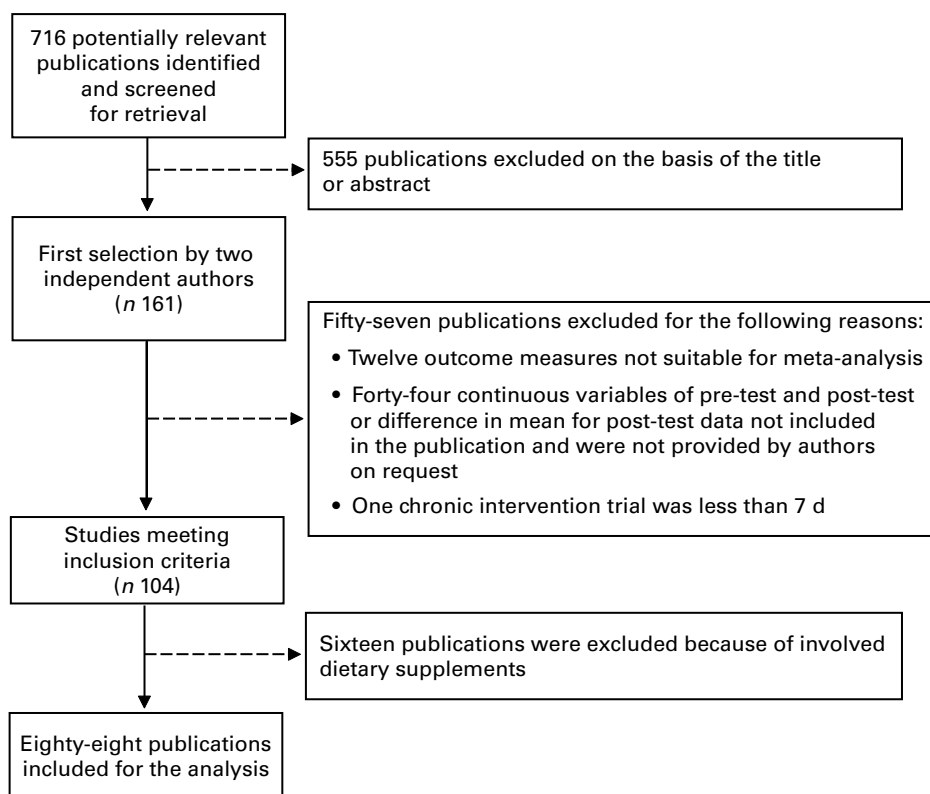 716 potentially relevant
publications identified
and screened
for retrieval
555 publications excluded on the basis of the title
or abstract
First selection by two
independent authors
(n 161)
Fifty-seven publications excluded for the following reasons:
• Twelve outcome measures not suitable for meta-analysis
• Forty-four continuous variables of pre-test and post-test
or difference in mean for post-test data not included
in the publication and were not provided by authors
on request
• One chronic intervention trial was less than 7 d
Studies meeting
inclusion criteria
(n 104)
Sixteen publications were excluded because of involved
dietary supplements
Eighty-eight publications
included for the analysis